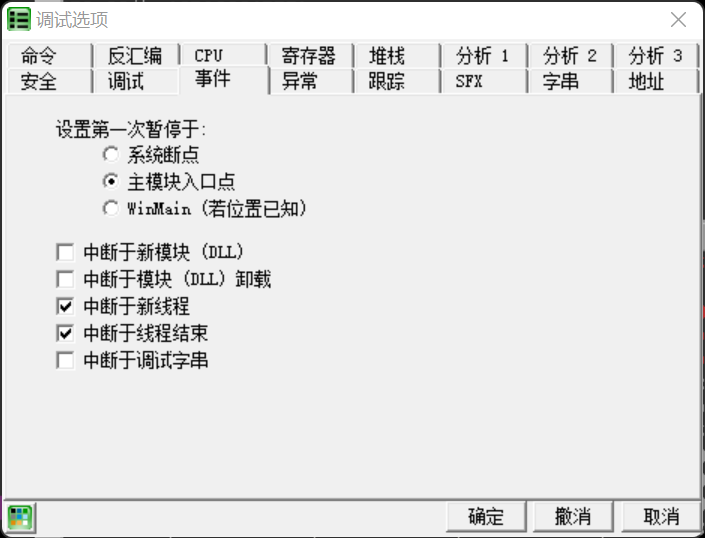 调试选项
命令 反汇编 CPU 寄存器 堆栈 分析 1 分析 2 分析 3
安全 调试 事件 异常 跟踪 SFX 字串 地址
设置第一次暂停于:
系统断点
主模块入口点
WinMain (若位置已知)
中断于新模块 (DLL)
中断于模块 (DLL) 卸载
中断于新线程
中断于线程结束
中断于调试字串
确定 撤消 取消